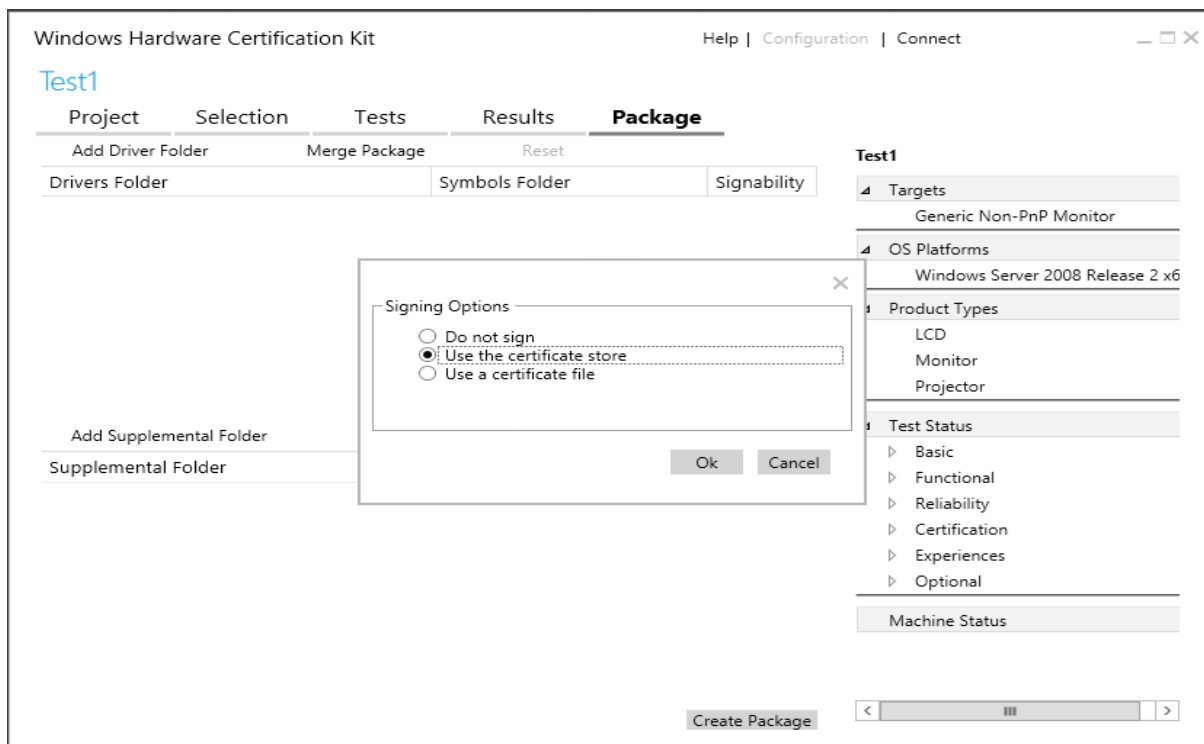 Windows Hardware Certification Kit
Help | Configuration | Connect
Test1
Project Selection Tests Results Package
Add Driver Folder Merge Package Reset
Drivers Folder Symbols Folder Signability
Signing Options
Do not sign
Use the certificate store
Use a certificate file
Ok Cancel
Add Supplemental Folder
Supplemental Folder
Create Package
Test1
Targets
Generic Non-PnP Monitor
OS Platforms
Windows Server 2008 Release 2 x6
Product Types
LCD
Monitor
Projector
Test Status
Basic
Functional
Reliability
Certification
Experiences
Optional
Machine Status